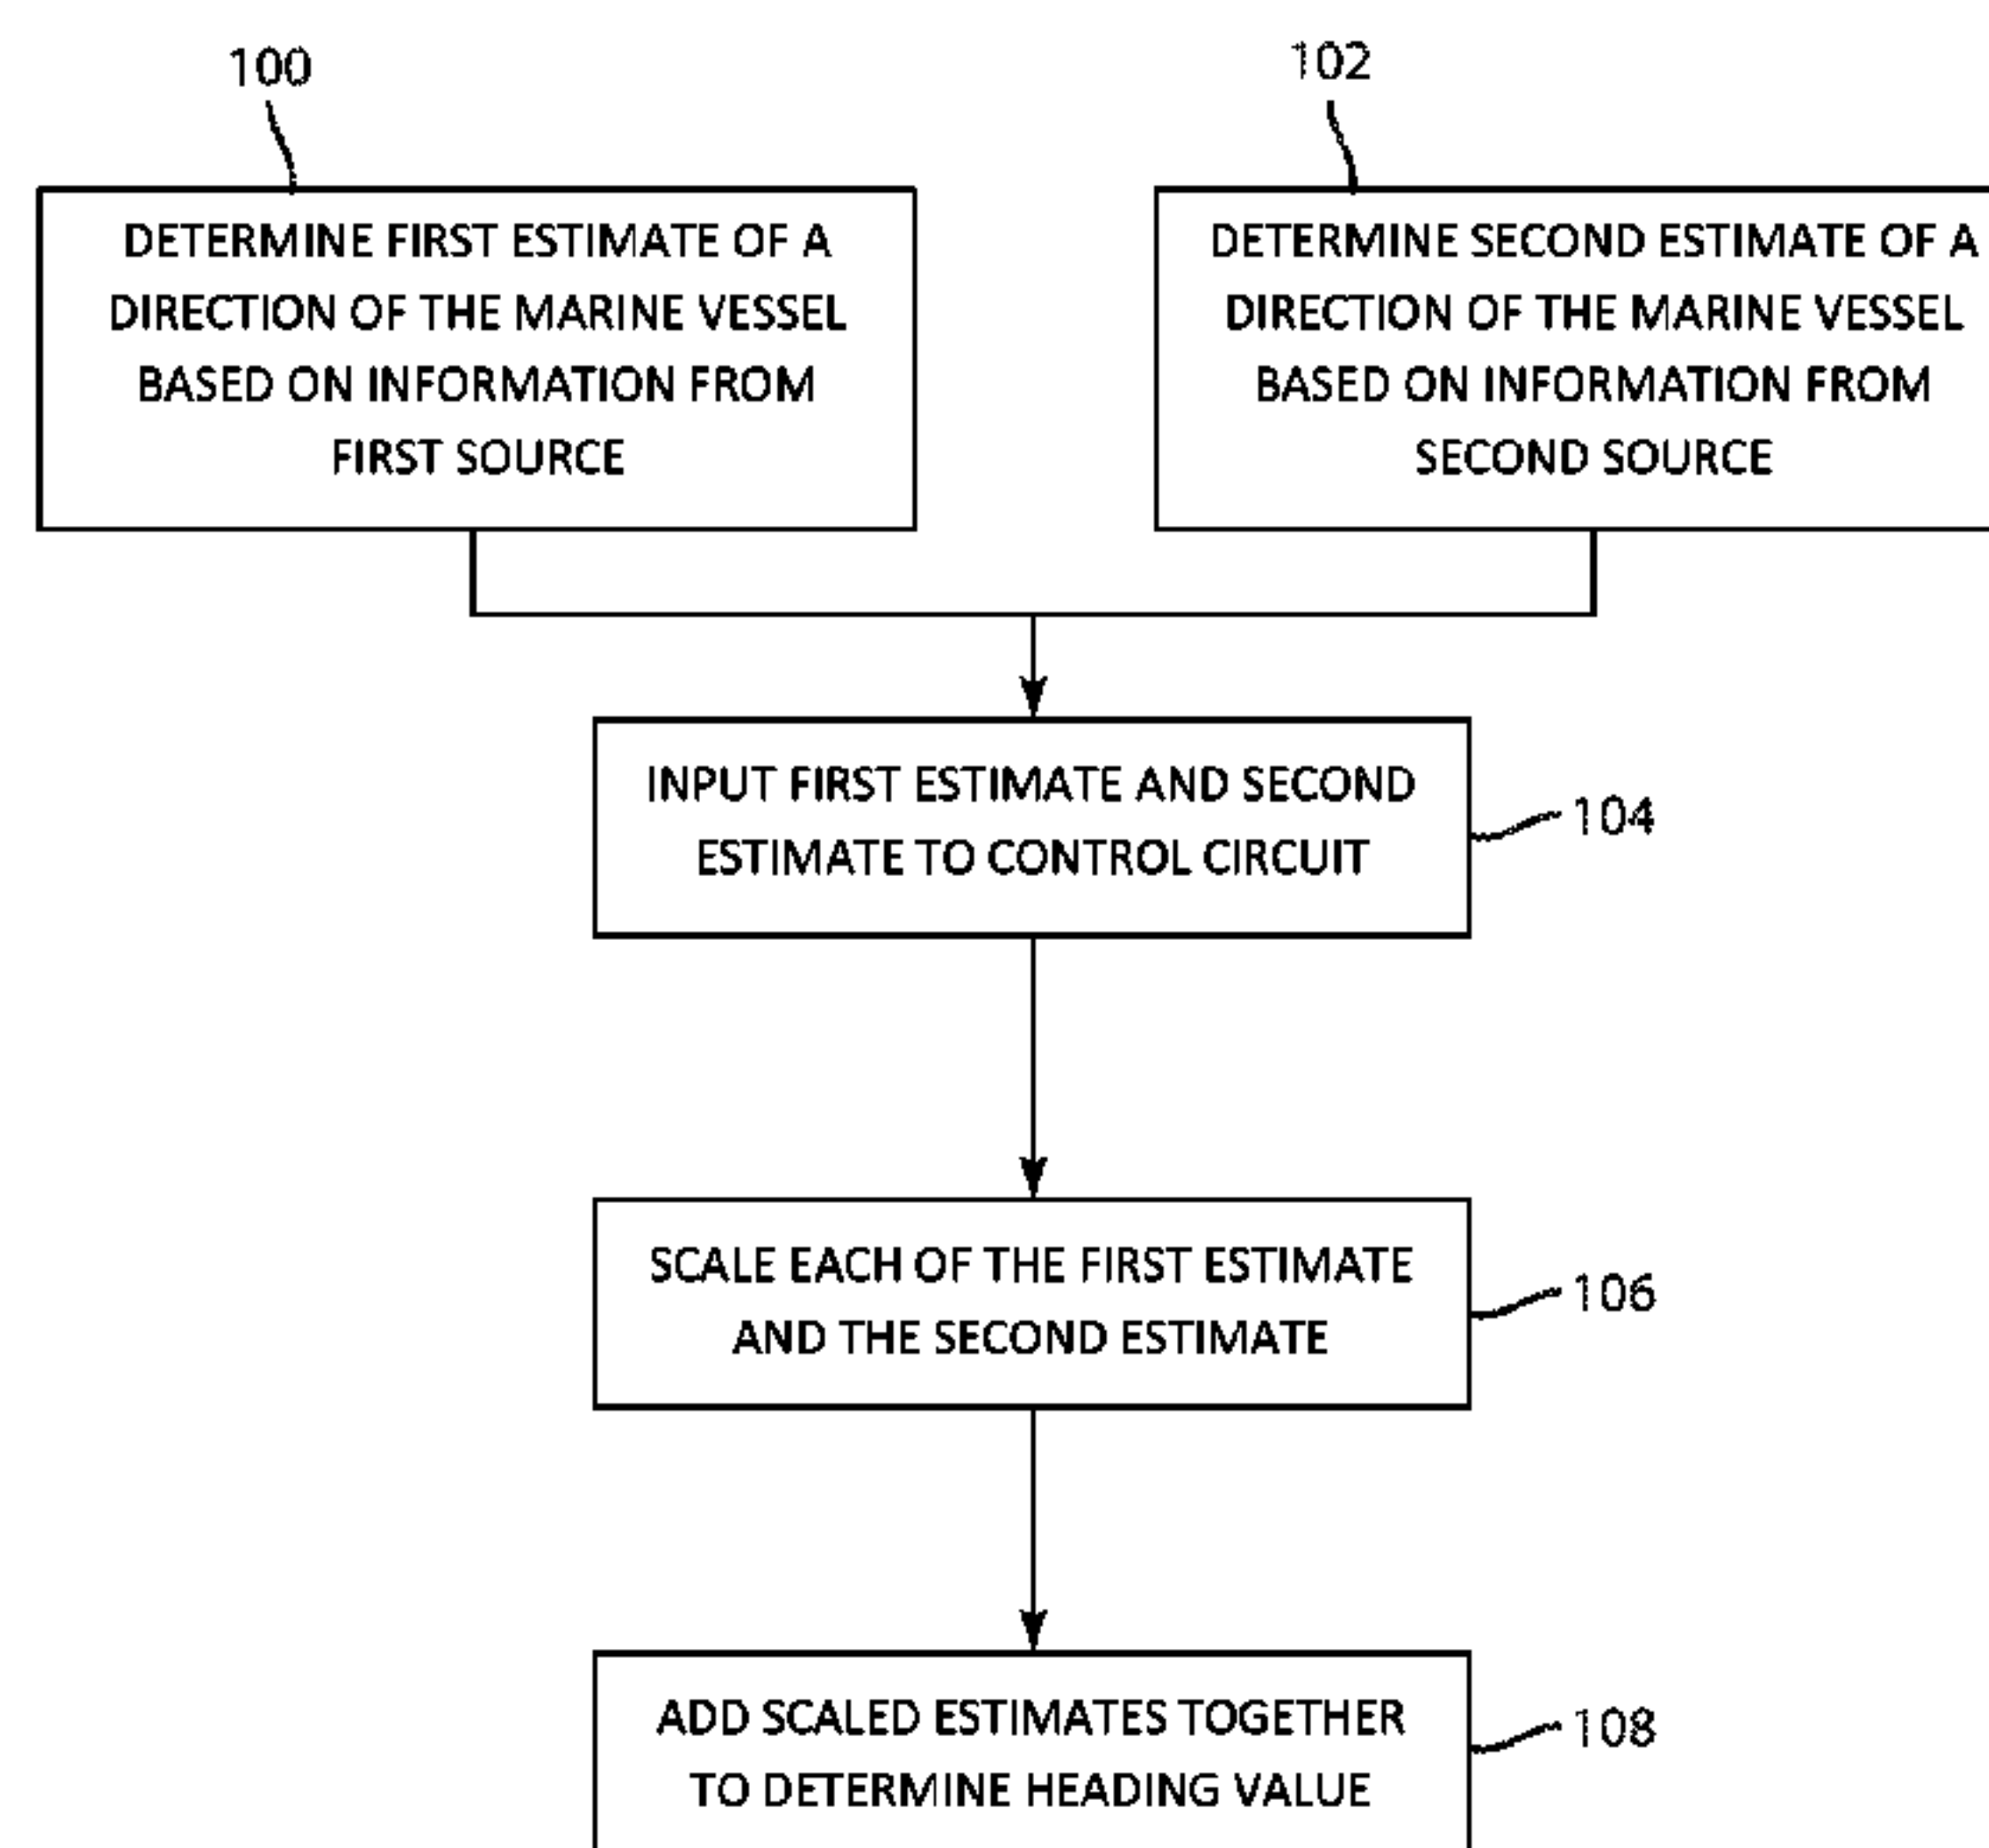 100
DETERMINE FIRST ESTIMATE OF A
DIRECTION OF THE MARINE VESSEL
BASED ON INFORMATION FROM
FIRST SOURCE
102
DETERMINE SECOND ESTIMATE OF A
DIRECTION OF THE MARINE VESSEL
BASED ON INFORMATION FROM
SECOND SOURCE
INPUT FIRST ESTIMATE AND SECOND
ESTIMATE TO CONTROL CIRCUIT
104
SCALE EACH OF THE FIRST ESTIMATE
AND THE SECOND ESTIMATE
106
ADD SCALED ESTIMATES TOGETHER
TO DETERMINE HEADING VALUE
108